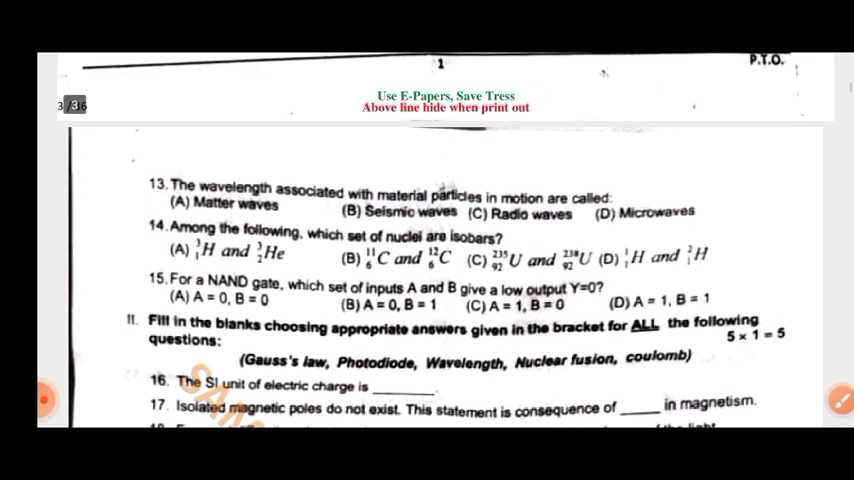 1
P.T.O.
Use E-Papers, Save Tress
3 / 36
Above line hide when print out
13. The wavelength associated with material particles in motion are called:
(A) Matter waves (B) Seismic waves (C) Radio waves (D) Microwaves
14. Among the following, which set of nuclei are isobars?
(A) ³₁H and ³₂He (B) ¹¹₆C and ¹²₆C (C) ²³⁵₉₂U and ²³⁸₉₂U (D) ¹₁H and ²₁H
15. For a NAND gate, which set of inputs A and B give a low output Y=0?
(A) A = 0, B = 0 (B) A = 0, B = 1 (C) A = 1, B = 0 (D) A = 1, B = 1
II. Fill in the blanks choosing appropriate answers given in the bracket for ALL the following
questions: 5 × 1 = 5
(Gauss's law, Photodiode, Wavelength, Nuclear fusion, coulomb)
16. The SI unit of electric charge is ________.
17. Isolated magnetic poles do not exist. This statement is consequence of _____ in magnetism.